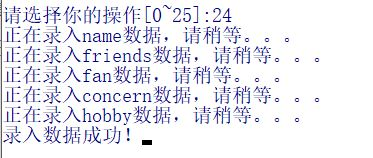 请选择你的操作[0~25]:24
正在录入name数据，请稍等。。。
正在录入friends数据，请稍等。。。
正在录入fan数据，请稍等。。。
正在录入concern数据，请稍等。。。
正在录入hobby数据，请稍等。。。
录入数据成功！